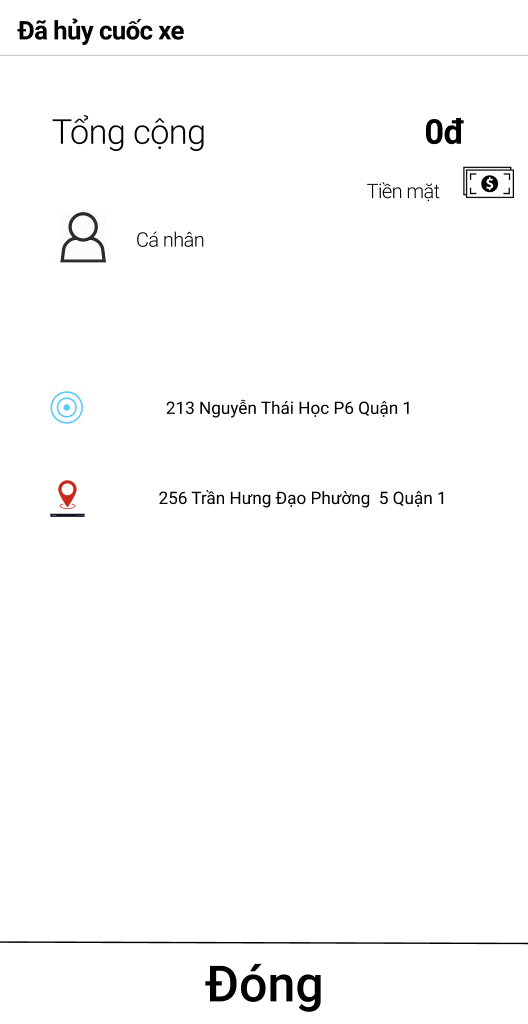 Đã hủy cuốc xe
Tổng cộng 0đ
Tiền mặt
Cá nhân
213 Nguyễn Thái Học P6 Quận 1
256 Trần Hưng Đạo Phường 5 Quận 1
Đóng